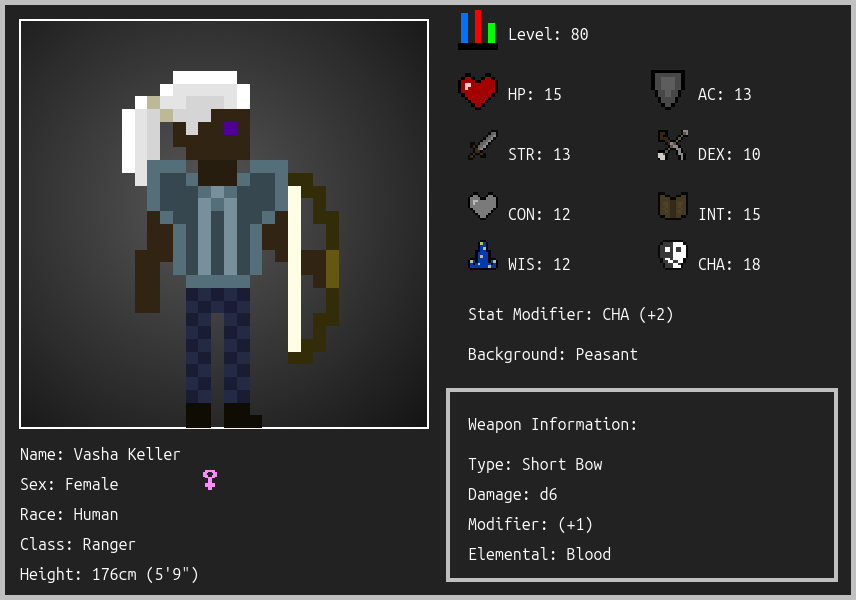 Level: 80
HP: 15
AC: 13
STR: 13
DEX: 10
CON: 12
INT: 15
WIS: 12
CHA: 18
Stat Modifier: CHA (+2)
Background: Peasant
Weapon Information:
Type: Short Bow
Damage: d6
Modifier: (+1)
Elemental: Blood
Name: Vasha Keller
Sex: Female
Race: Human
Class: Ranger
Height: 176cm (5'9")